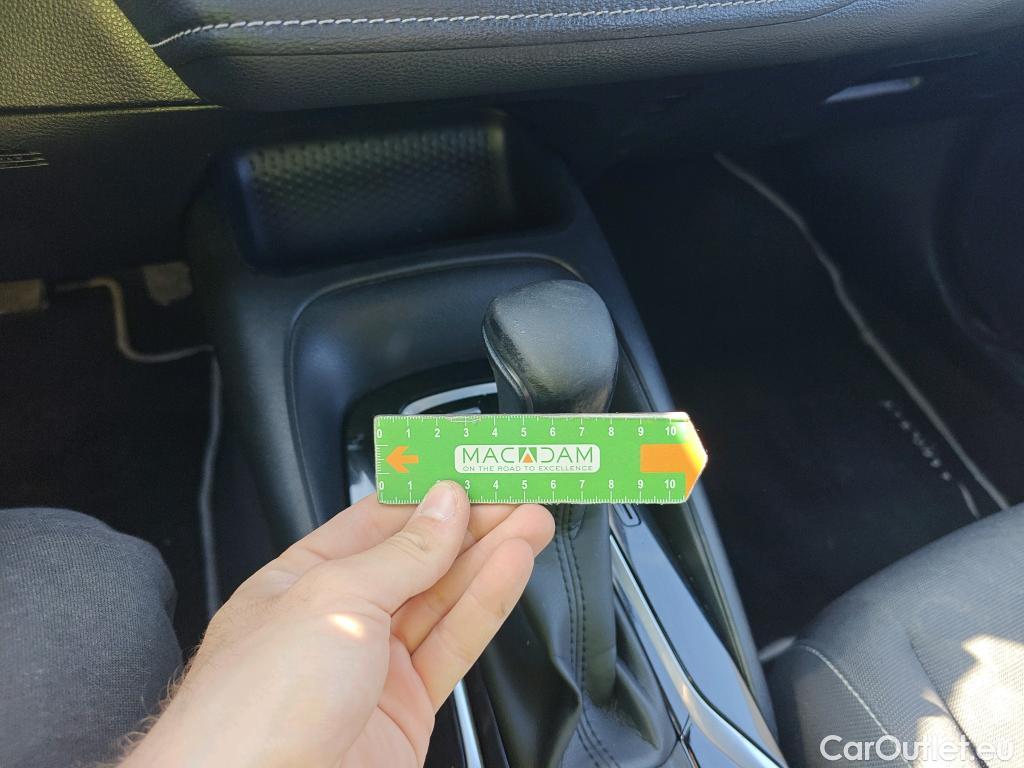 0 1 2 3 4 5 6 7 8 9 10
MACADAM
ON THE ROAD TO EXCELLENCE
0 1 2 3 4 5 6 7 8 9 10
CarOutlet.eu